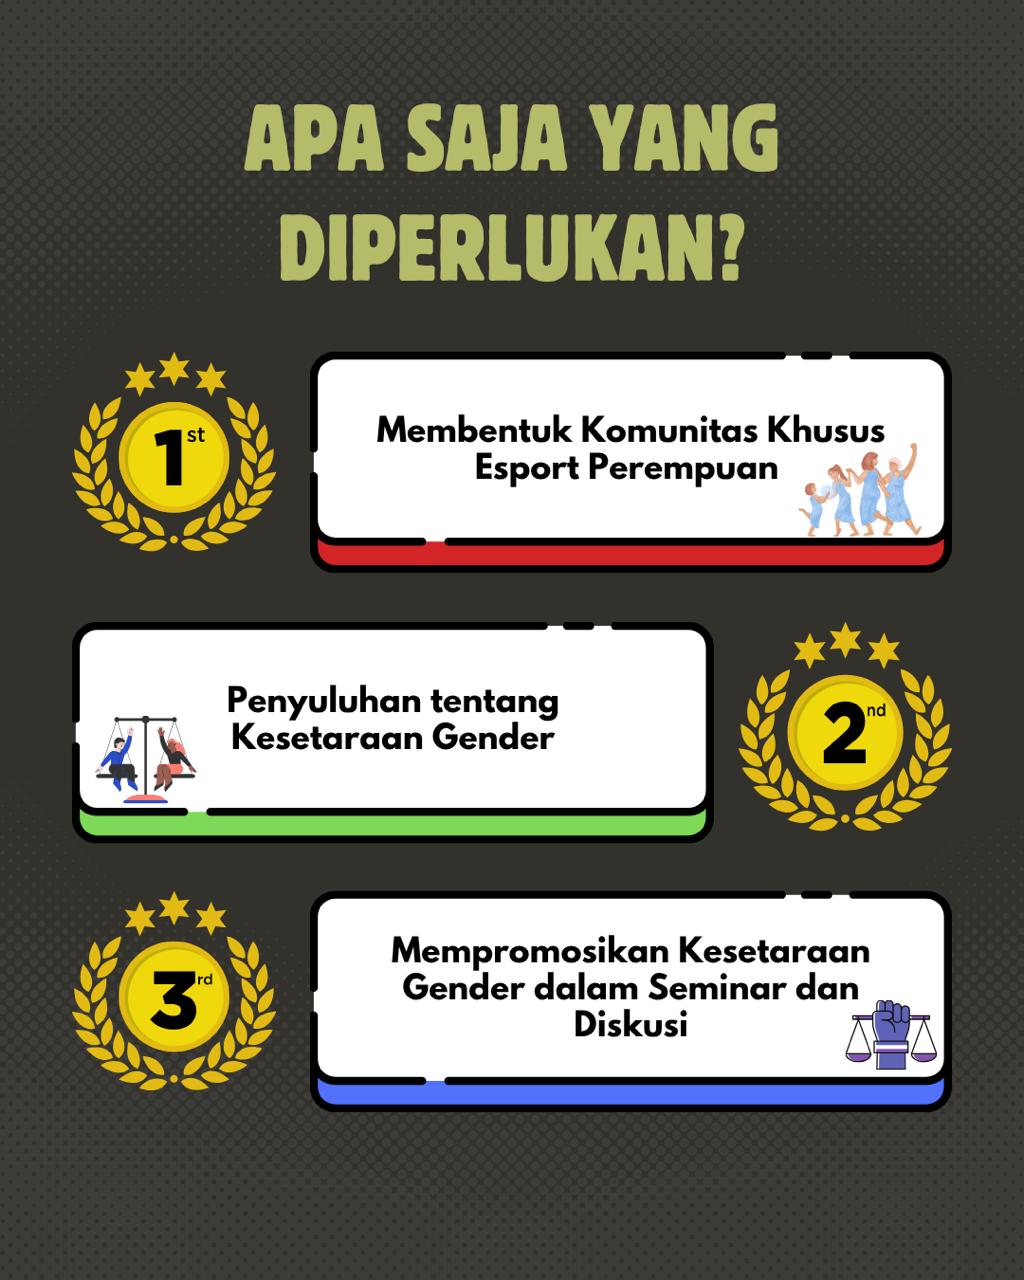 APA SAJA YANG
DIPERLUKAN?
1st
Membentuk Komunitas Khusus
Esport Perempuan
Penyuluhan tentang
Kesetaraan Gender
2nd
3rd
Mempromosikan Kesetaraan
Gender dalam Seminar dan
Diskusi